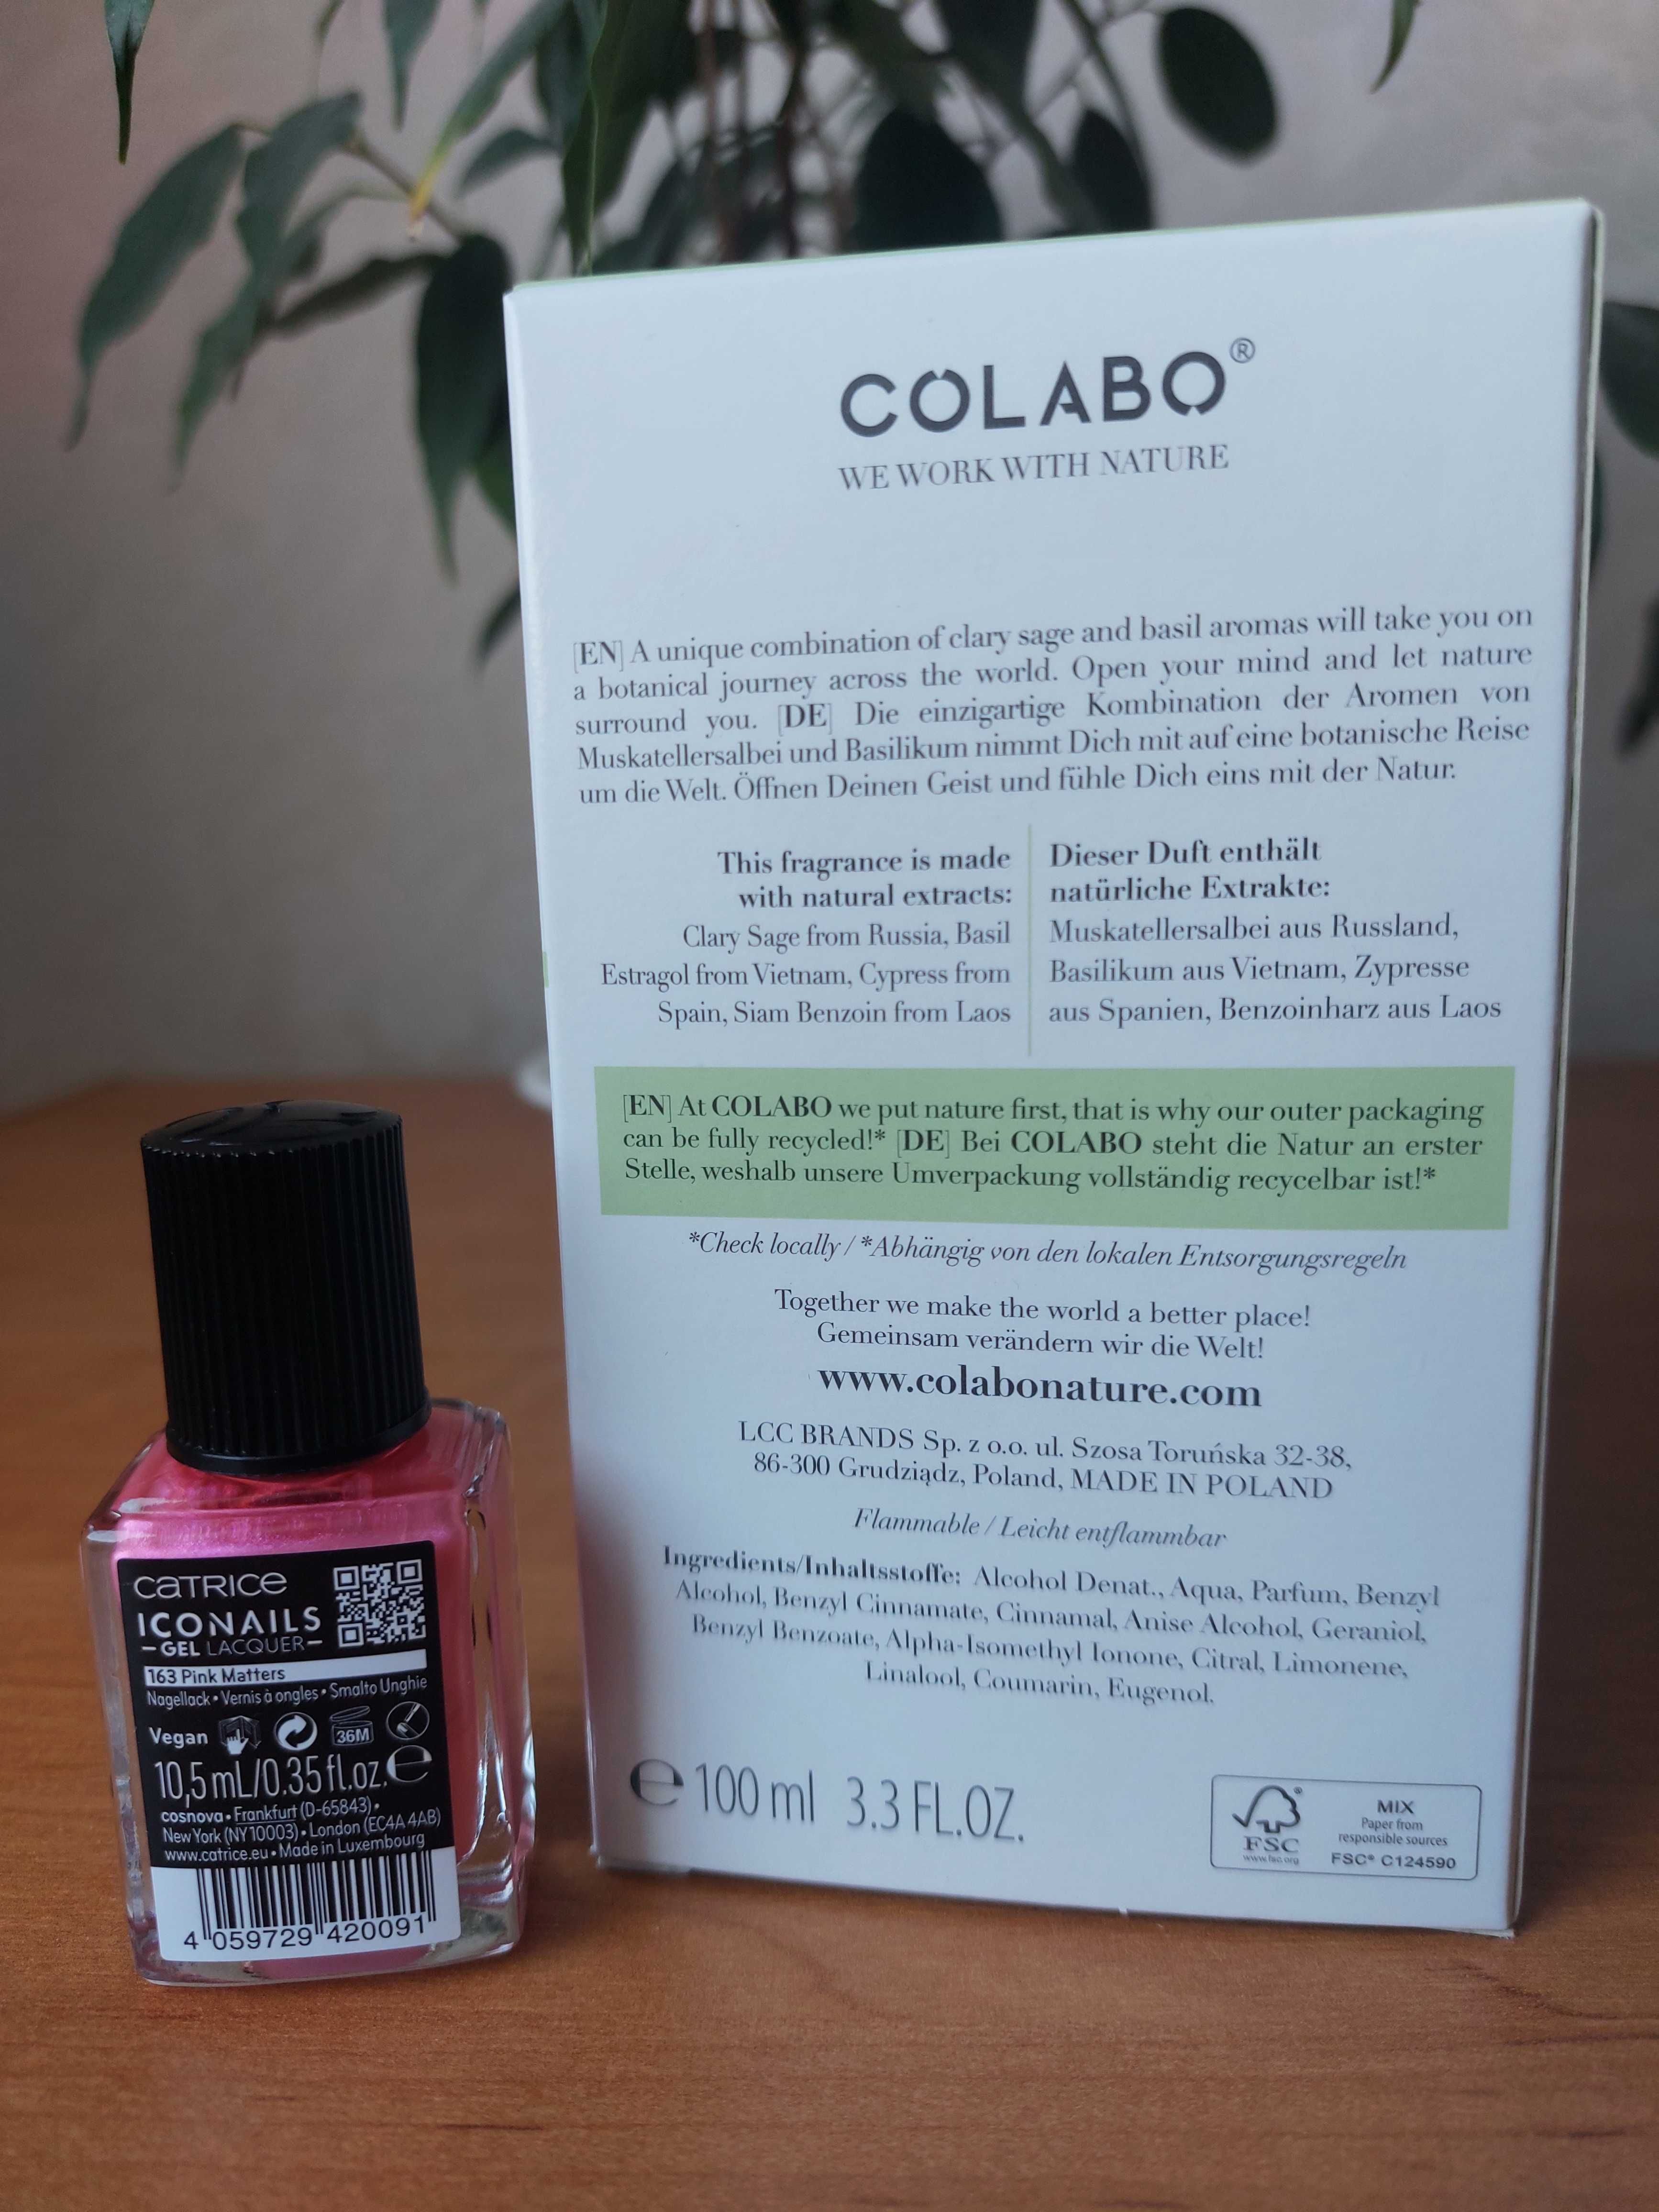 COLABO®
WE WORK WITH NATURE
[EN] A unique combination of clary sage and basil aromas will take you on
a botanical journey across the world. Open your mind and let nature
surround you. [DE] Die einzigartige Kombination der Aromen von
Muskatellersalbei und Basilikum nimmt Dich mit auf eine botanische Reise
um die Welt. Öffnen Deinen Geist und fühle Dich eins mit der Natur.
This fragrance is made
with natural extracts:
Clary Sage from Russia, Basil
Estragol from Vietnam, Cypress from
Spain, Siam Benzoin from Laos
Dieser Duft enthält
natürliche Extrakte:
Muskatellersalbei aus Russland,
Basilikum aus Vietnam, Zypresse
aus Spanien, Benzoinharz aus Laos
[EN] At COLABO we put nature first, that is why our outer packaging
can be fully recycled!* [DE] Bei COLABO steht die Natur an erster
Stelle, weshalb unsere Umverpackung vollständig recycelbar ist!*
*Check locally / *Abhängig von den lokalen Entsorgungsregeln
Together we make the world a better place!
Gemeinsam verändern wir die Welt!
www.colabonature.com
LCC BRANDS Sp. z o.o. ul. Szosa Toruńska 32-38,
86-300 Grudziądz, Poland, MADE IN POLAND
Flammable / Leicht entflammbar
Ingredients/Inhaltsstoffe: Alcohol Denat., Aqua, Parfum, Benzyl
Alcohol, Benzyl Cinnamate, Cinnamal, Anise Alcohol, Geraniol,
Benzyl Benzoate, Alpha-Isomethyl Ionone, Citral, Limonene,
Linalool, Coumarin, Eugenol.
℮ 100 ml 3.3 FL.OZ.
FSC
www.fsc.org
MIX
Paper from
responsible sources
FSC® C124590
CATRICE
ICONAILS
GEL LACQUER
163 Pink Matters
Nagellack • Vernis à ongles • Smalto Unghie
Vegan
36M
10,5 mL/0.35 fl.oz. ℮
cosnova • Frankfurt (D-65843) •
New York (NY 10003) • London (EC4A 4AB)
www.catrice.eu • Made in Luxembourg
4 059729 420091